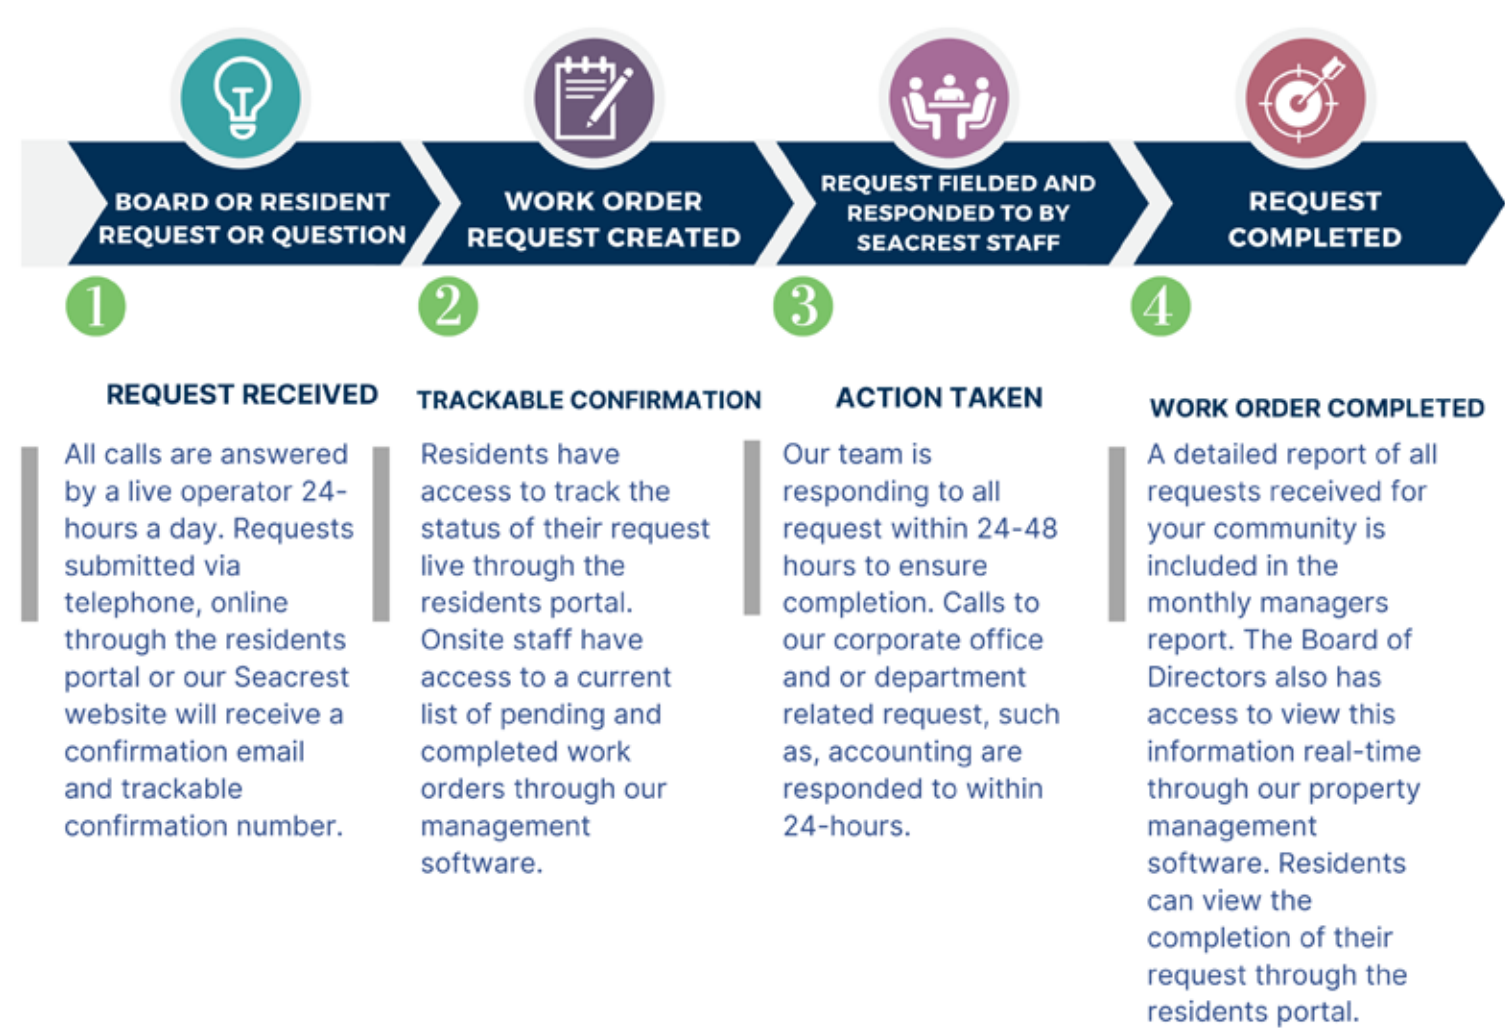 BOARD OR RESIDENT
REQUEST OR QUESTION
WORK ORDER
REQUEST CREATED
REQUEST FIELDED AND
RESPONDED TO BY
SEACREST STAFF
REQUEST
COMPLETED
1
2
3
4
REQUEST RECEIVED
All calls are answered
by a live operator 24-
hours a day. Requests
submitted via
telephone, online
through the residents
portal or our Seacrest
website will receive a
confirmation email
and trackable
confirmation number.
TRACKABLE CONFIRMATION
Residents have
access to track the
status of their request
live through the
residents portal.
Onsite staff have
access to a current
list of pending and
completed work
orders through our
management
software.
ACTION TAKEN
Our team is
responding to all
request within 24-48
hours to ensure
completion. Calls to
our corporate office
and or department
related request, such
as, accounting are
responded to within
24-hours.
WORK ORDER COMPLETED
A detailed report of all
requests received for
your community is
included in the
monthly managers
report. The Board of
Directors also has
access to view this
information real-time
through our property
management
software. Residents
can view the
completion of their
request through the
residents portal.